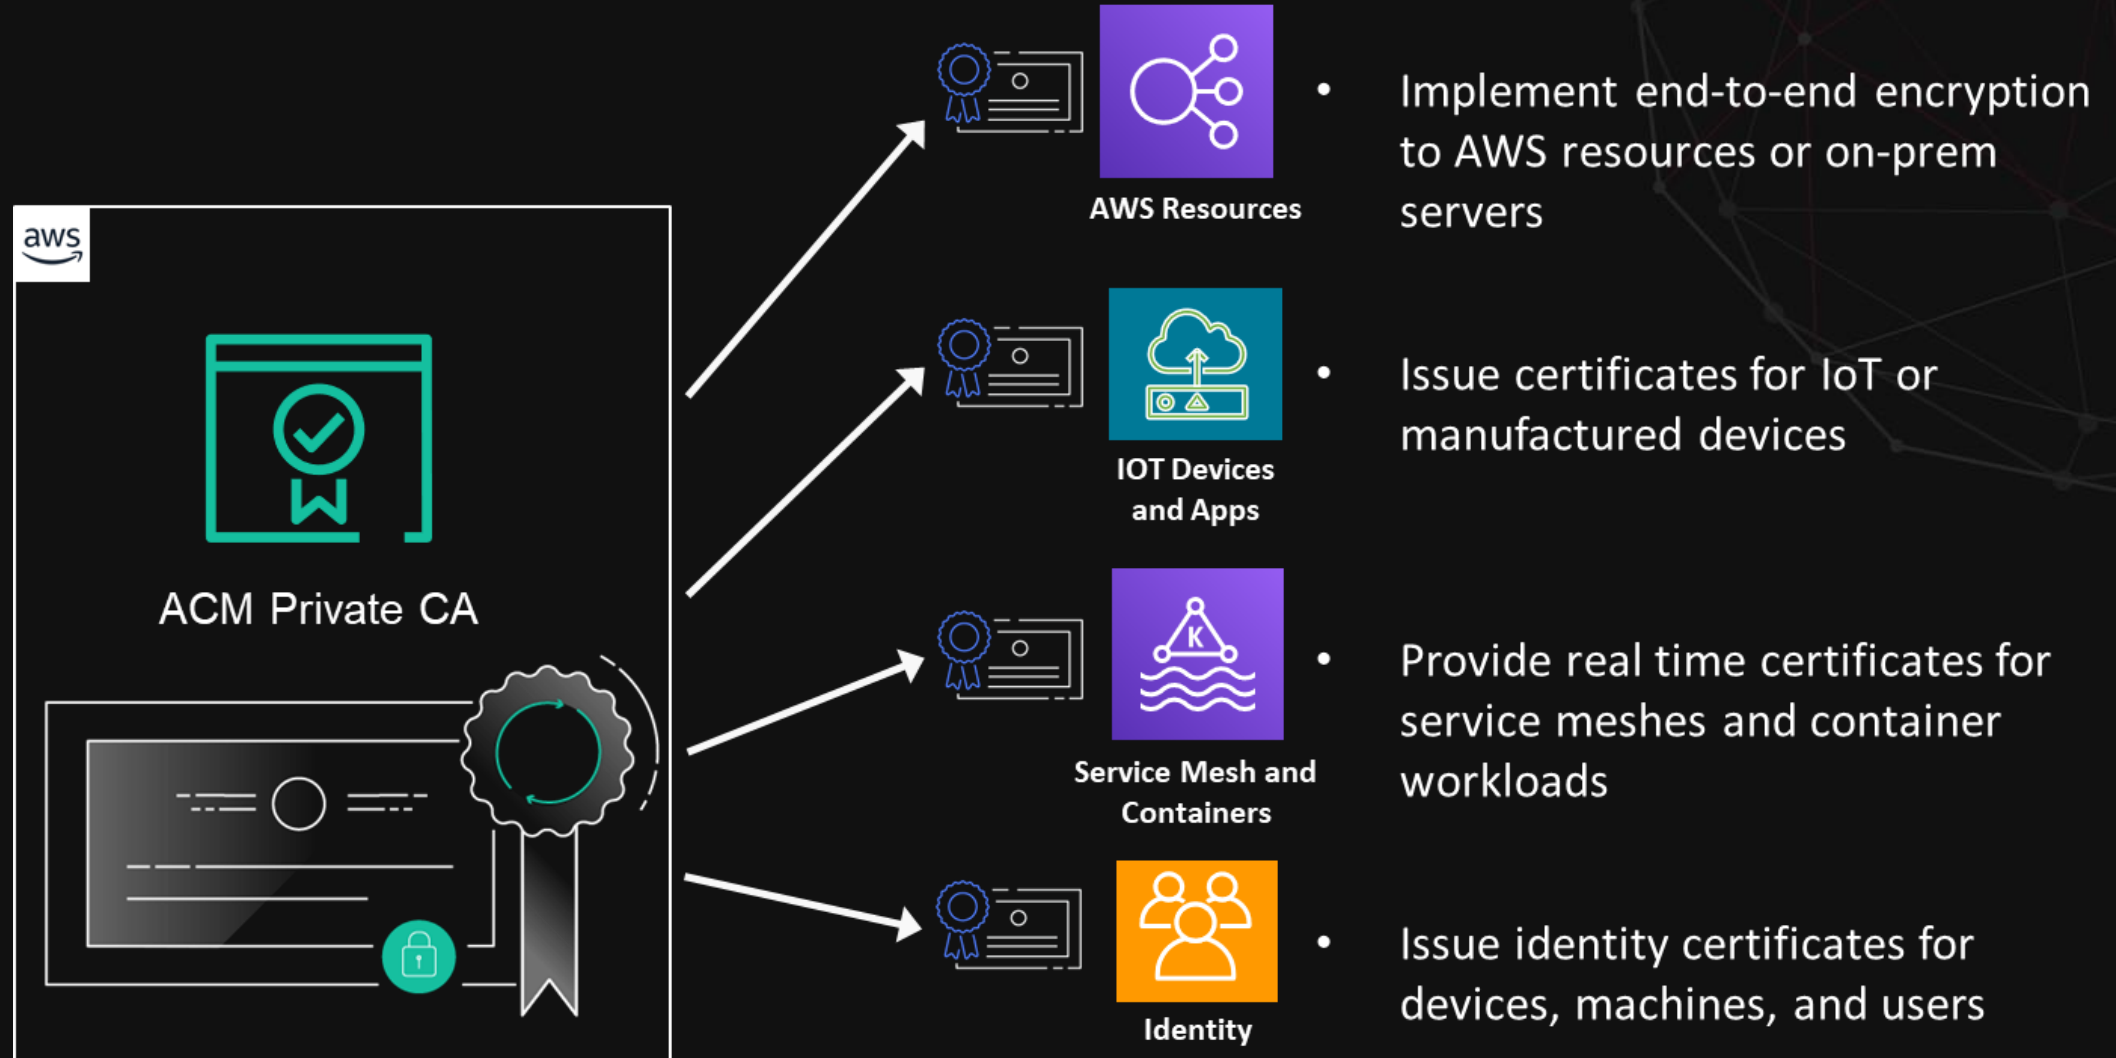 aws
ACM Private CA
AWS Resources
• Implement end-to-end encryption
to AWS resources or on-prem
servers
IOT Devices
and Apps
• Issue certificates for IoT or
manufactured devices
K
Service Mesh and
Containers
• Provide real time certificates for
service meshes and container
workloads
Identity
• Issue identity certificates for
devices, machines, and users